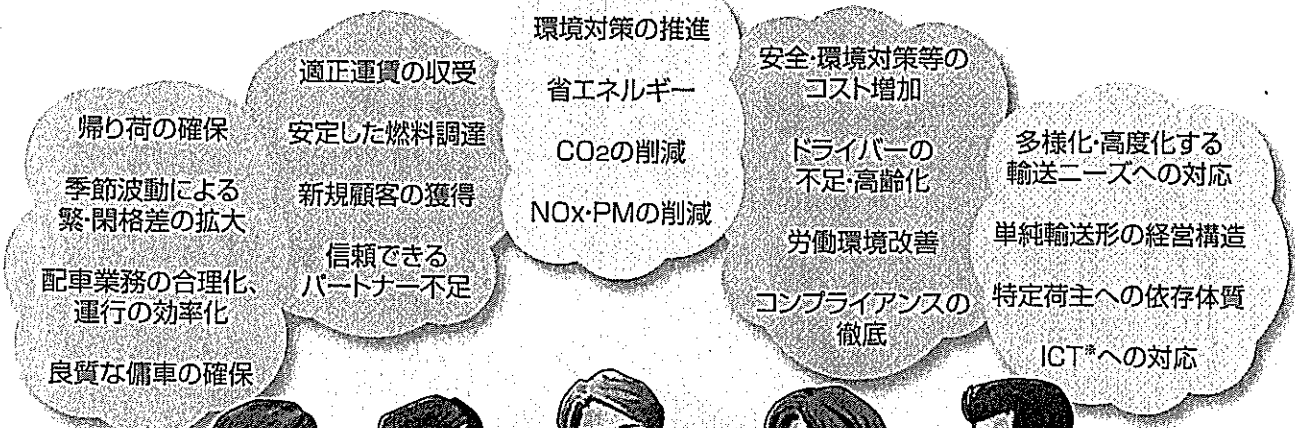 帰り荷の確保
季節波動による
繁・閑格差の拡大
配車業務の合理化、
運行の効率化
良質な傭車の確保
適正運賃の収受
安定した燃料調達
新規顧客の獲得
信頼できる
パートナー不足
環境対策の推進
省エネルギー
CO2の削減
NOx・PMの削減
安全・環境対策等の
コスト増加
ドライバーの
不足・高齢化
労働環境改善
コンプライアンスの
徹底
多様化・高度化する
輸送ニーズへの対応
単純輸送形の経営構造
特定荷主への依存体質
ICT※への対応